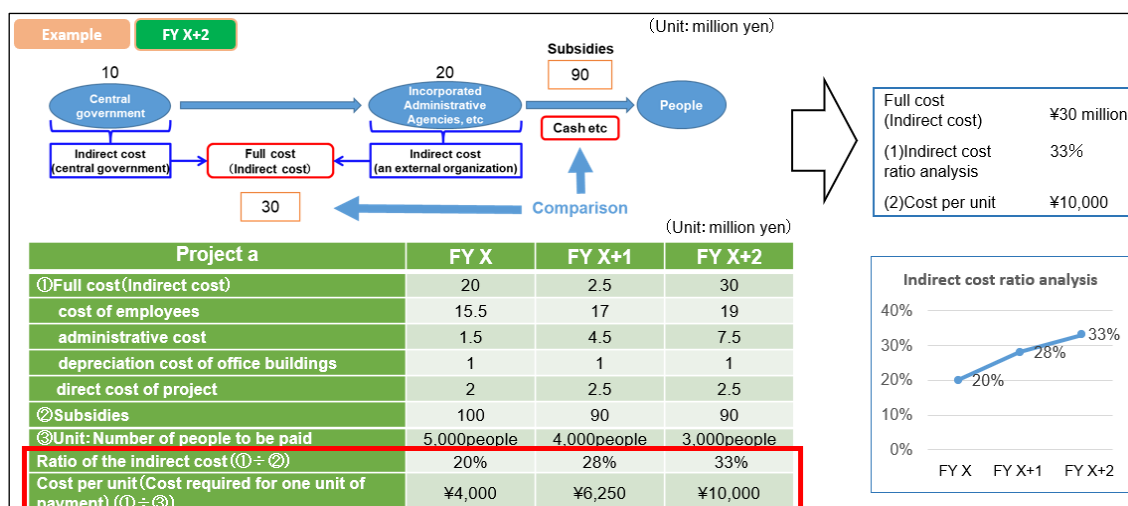 Example
FY X+2
(Unit: million yen)
Subsidies
10
20
90
Central
government
Incorporated
Administrative
Agencies, etc
People
Cash etc
Indirect cost
(central government)
Full cost
(Indirect cost)
Indirect cost
(an external organization)
30
Comparison
Full cost
(Indirect cost)
¥30 million
(1)Indirect cost
ratio analysis
33%
(2)Cost per unit
¥10,000
(Unit: million yen)
Project a FY X FY X+1 FY X+2
①Full cost(Indirect cost) 20 2.5 30
cost of employees 15.5 17 19
administrative cost 1.5 4.5 7.5
depreciation cost of office buildings 1 1 1
direct cost of project 2 2.5 2.5
②Subsidies 100 90 90
③Unit: Number of people to be paid 5,000people 4,000people 3,000people
Ratio of the indirect cost(①÷②) 20% 28% 33%
Cost per unit(Cost required for one unit of
payment) (①÷③) ¥4,000 ¥6,250 ¥10,000
Indirect cost ratio analysis
40%
30%
20%
10%
0%
20%
28%
33%
FY X FY X+1 FY X+2